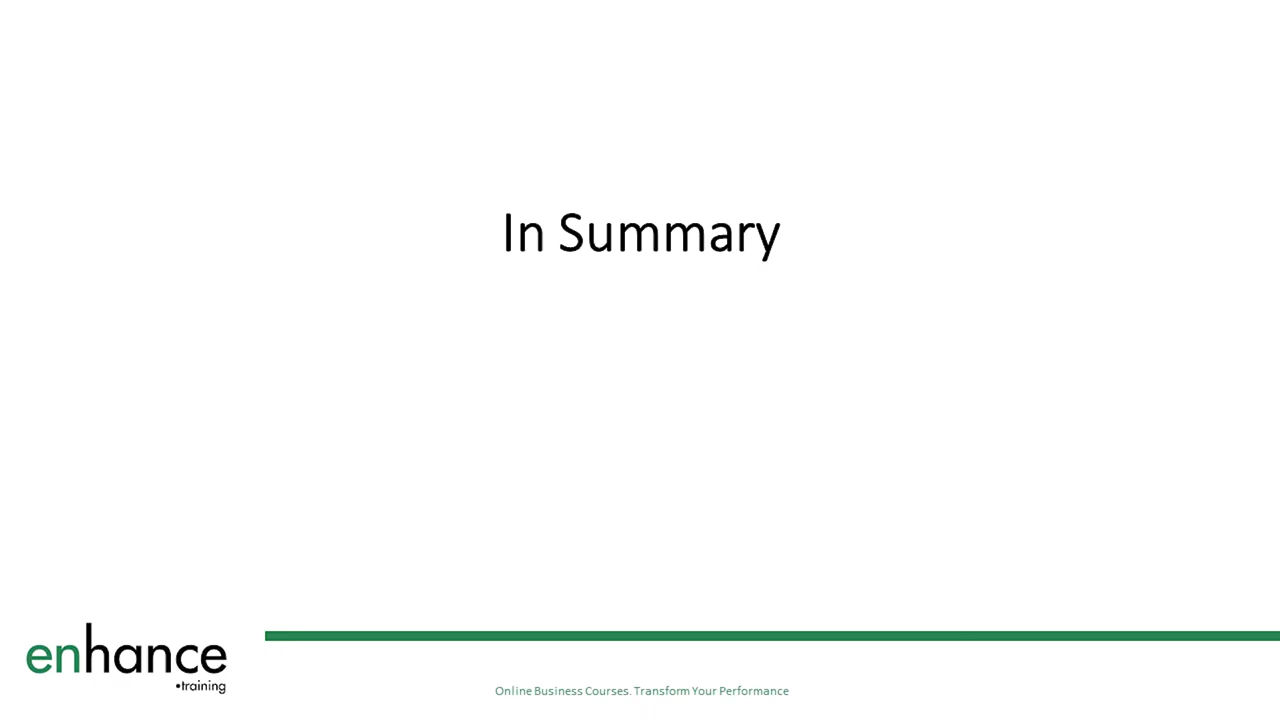 In Summary
enhance
•training
Online Business Courses. Transform Your Performance